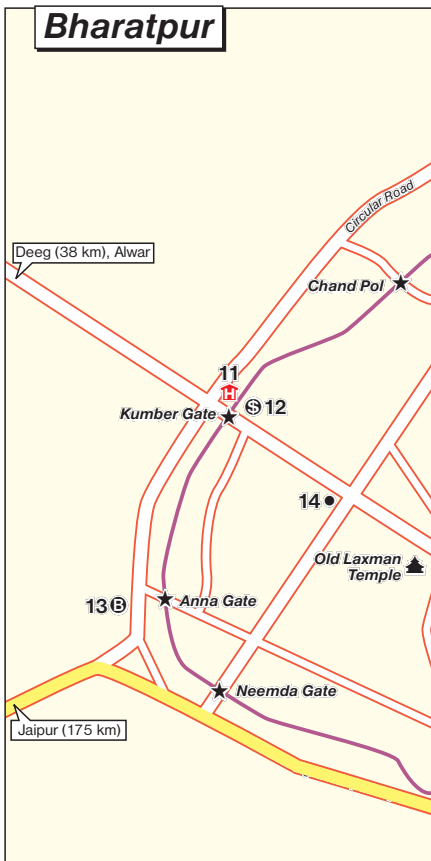 Bharatpur
Circular Road
Deeg (38 km), Alwar
Chand Pol
11
H
Kumber Gate
$ 12
14
Old Laxman
Temple
13 B
Anna Gate
Neemda Gate
Jaipur (175 km)